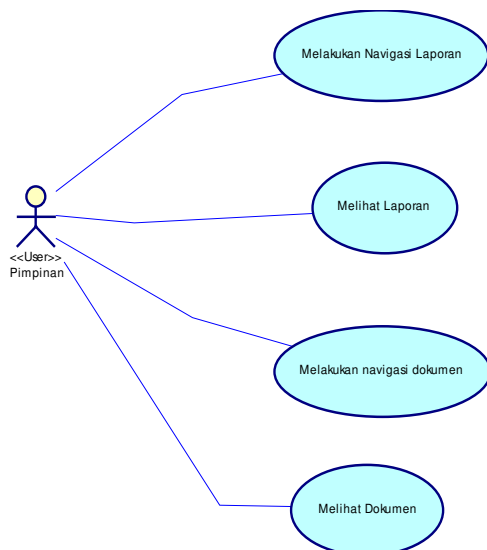 Melakukan Navigasi Laporan
Melihat Laporan
<<User>>
Pimpinan
Melakukan navigasi dokumen
Melihat Dokumen